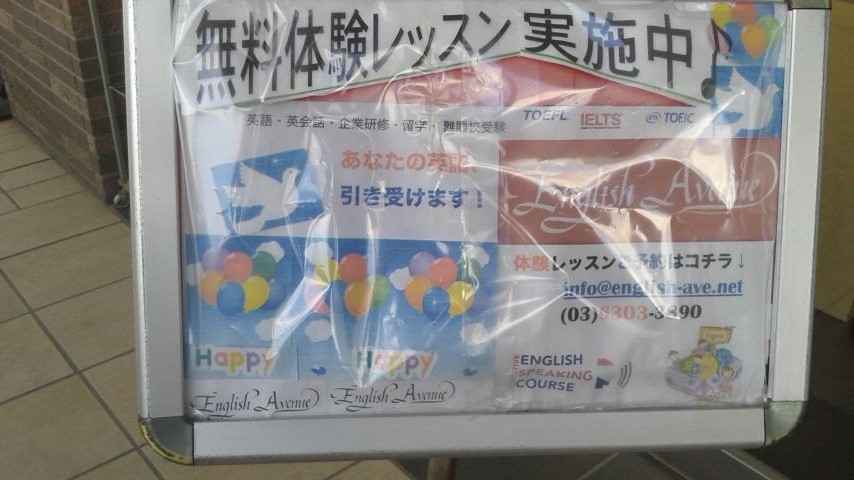 無料体験レッスン 実施中♪
英語・英会話・企業研修・留学・難関校受験
TOEFL IELTS TOEIC
あなたの英語、
引き受けます！
English Avenue
体験レッスンご予約はコチラ↓
info@english-ave.net
(03)6303-3890
ENGLISH
SPEAKING
COURSE
Happy Happy
English Avenue English Avenue